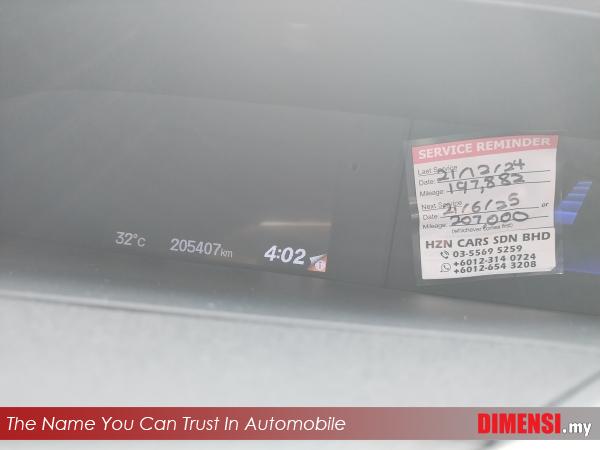 SERVICE REMINDER
Last Service
Date: 21/12/24
Mileage: 197,882
Next Service
Date: 21/6/25 or
Mileage: 207,000
(whichever comes first)
HZN CARS SDN BHD
03-5569 5259
+6012-314 0724
+6012-654 3208
32°C 205407km 4:02
The Name You Can Trust In Automobile
DIMENSI.my